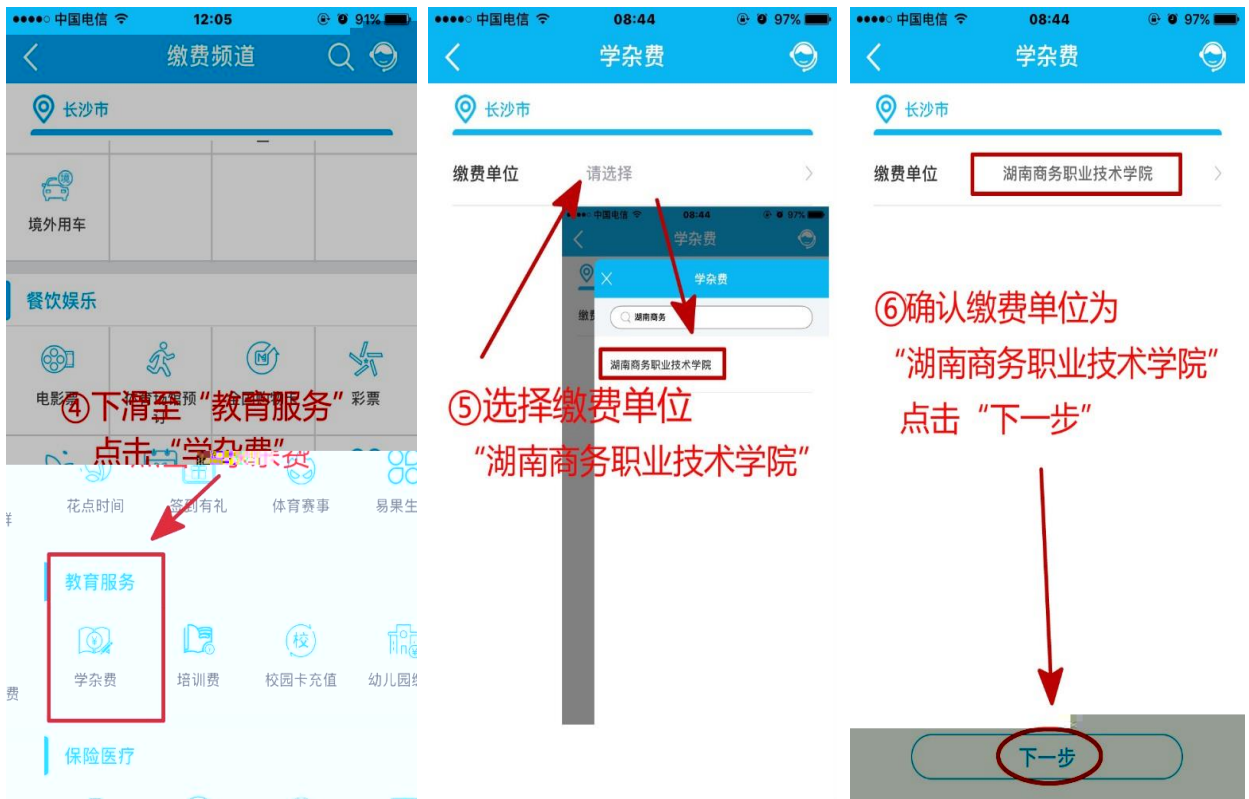 中国电信 12:05 91%
缴费频道
长沙市
境外用车
餐饮娱乐
电影票 彩票
④下滑至“教育服务”
点击“学杂费”
花点时间 签到有礼 体育赛事 易果生
教育服务
学杂费 培训费 校园卡充值 幼儿园缴
费
保险医疗
中国电信 08:44 97%
学杂费
长沙市
缴费单位 请选择
中国电信 08:44 97%
学杂费
学杂费
缴费
湖南商务
湖南商务职业技术学院
⑤选择缴费单位
“湖南商务职业技术学院”
中国电信 08:44 97%
学杂费
长沙市
缴费单位 湖南商务职业技术学院
⑥确认缴费单位为
“湖南商务职业技术学院”
点击“下一步”
下一步